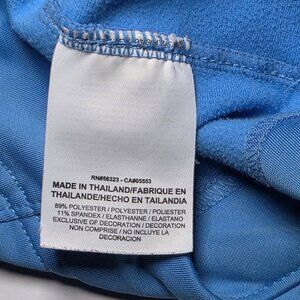 RN#56323 - CA#05553
MADE IN THAILAND/FABRIQUE EN
THAILANDE/HECHO EN TAILANDIA
89% POLYESTER / POLYESTER / POLIESTER
11% SPANDEX / ELASTHANNE / ELASTANO
EXCLUSIVE OF DECORATION / DECORATION
NON COMPRISE / NO INCLUYE LA
DECORACION